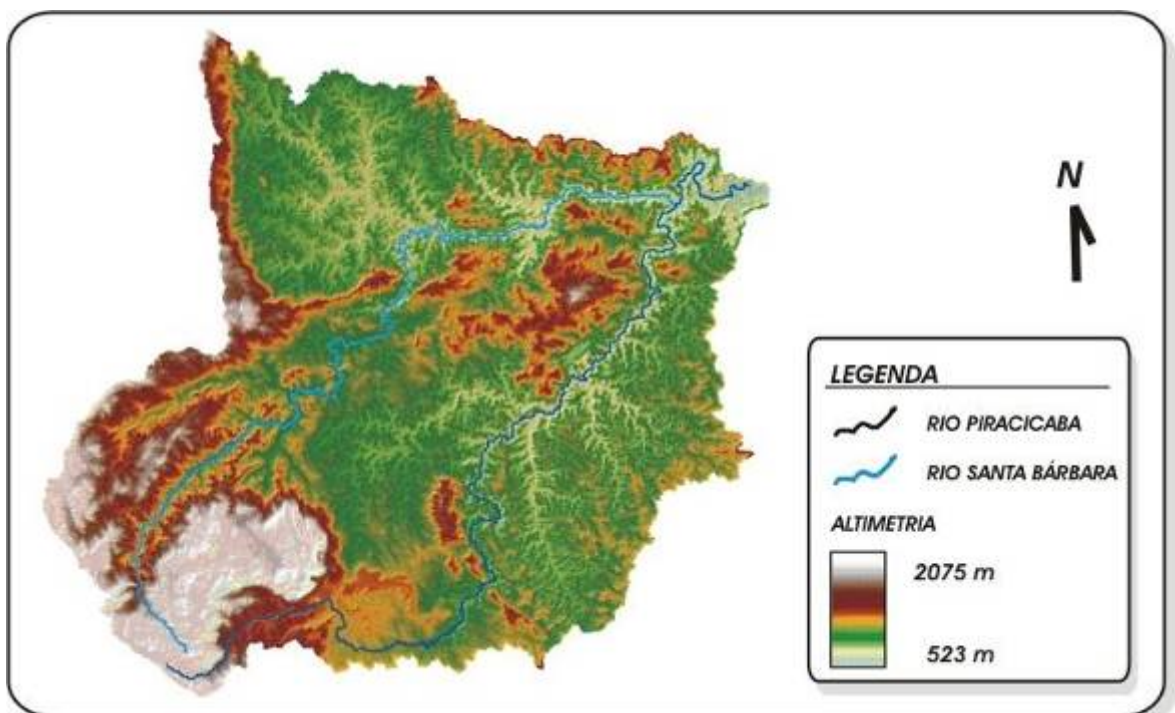 N
LEGENDA
RIO PIRACICABA
RIO SANTA BÁRBARA
ALTIMETRIA
2075 m
523 m